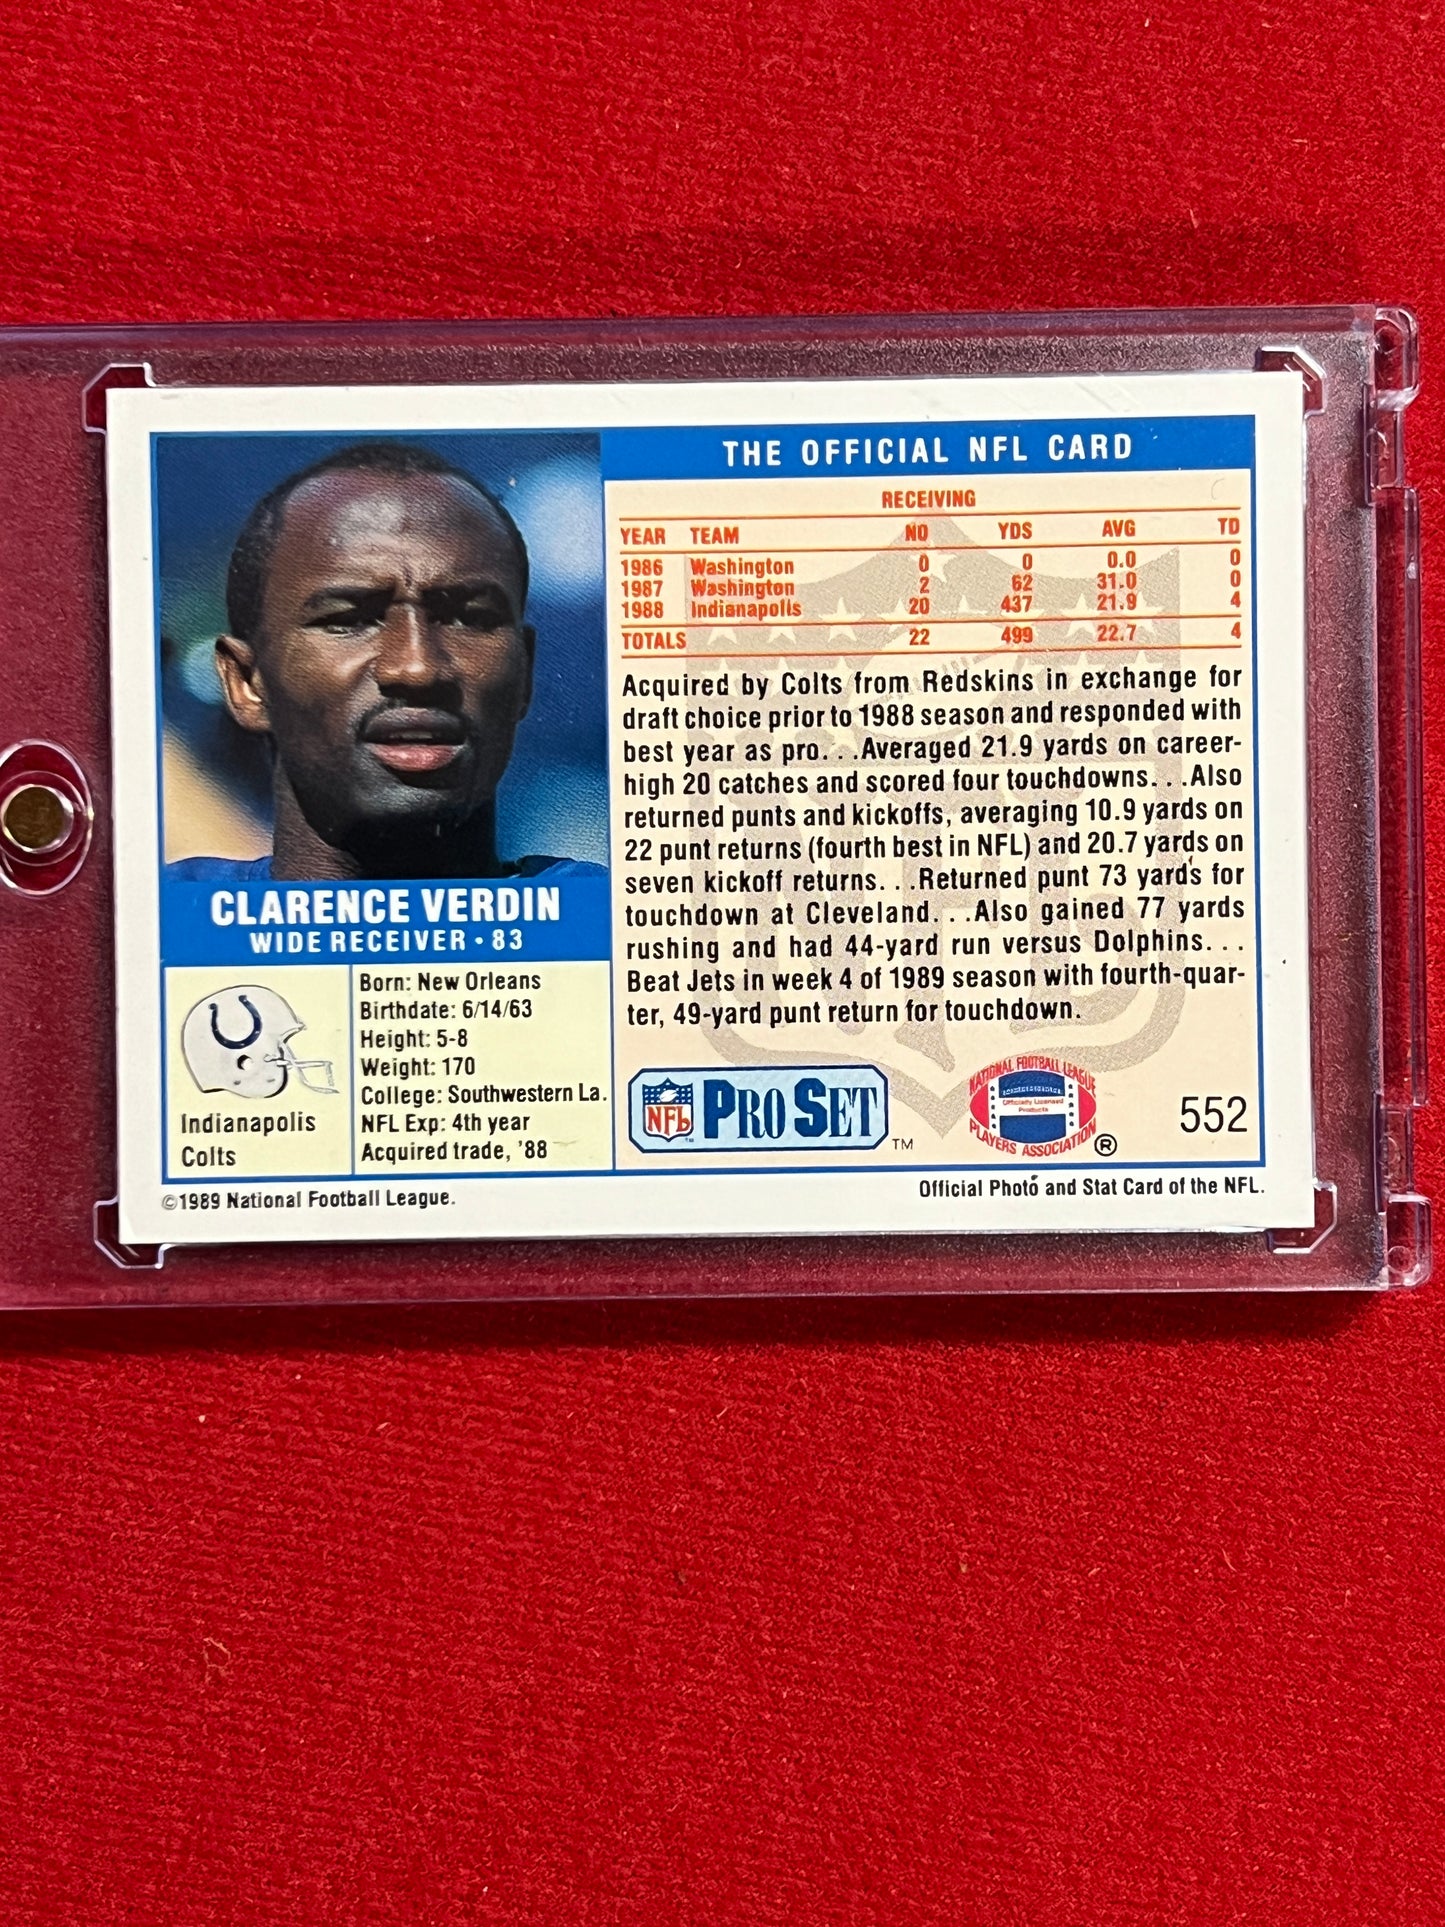 THE OFFICIAL NFL CARD
RECEIVING
YEAR TEAM NO YDS AVG TD
1986 Washington 0 0 0.0 0
1987 Washington 2 62 31.0 0
1988 Indianapolis 20 437 21.9 4
TOTALS 22 499 22.7 4
Acquired by Colts from Redskins in exchange for
draft choice prior to 1988 season and responded with
best year as pro. . .Averaged 21.9 yards on career-
high 20 catches and scored four touchdowns. . .Also
returned punts and kickoffs, averaging 10.9 yards on
22 punt returns (fourth best in NFL) and 20.7 yards on
seven kickoff returns. . .Returned punt 73 yards for
touchdown at Cleveland. . .Also gained 77 yards
rushing and had 44-yard run versus Dolphins. . .
Beat Jets in week 4 of 1989 season with fourth-quar-
ter, 49-yard punt return for touchdown.
CLARENCE VERDIN
WIDE RECEIVER • 83
Indianapolis
Colts
Born: New Orleans
Birthdate: 6/14/63
Height: 5-8
Weight: 170
College: Southwestern La.
NFL Exp: 4th year
Acquired trade, '88
NFL PRO SET TM
NATIONAL FOOTBALL LEAGUE
Officially Licensed
Products
PLAYERS ASSOCIATION ®
552
©1989 National Football League.
Official Photo and Stat Card of the NFL.